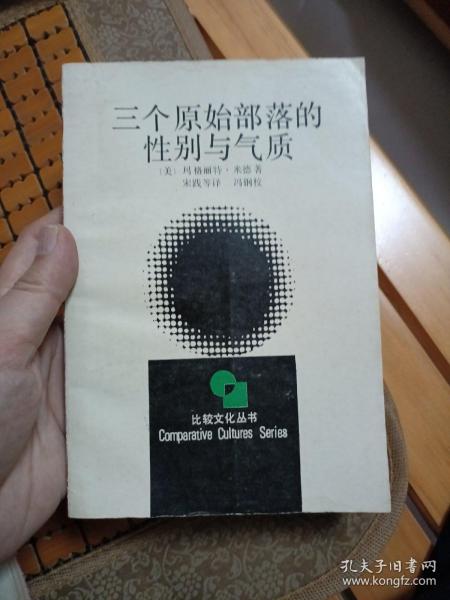 三个原始部落的
性别与气质
〔美〕玛格丽特·米德著
宋践等译 冯钢校
比较文化丛书
Comparative Cultures Series
孔夫子旧书网
www.kongfz.com